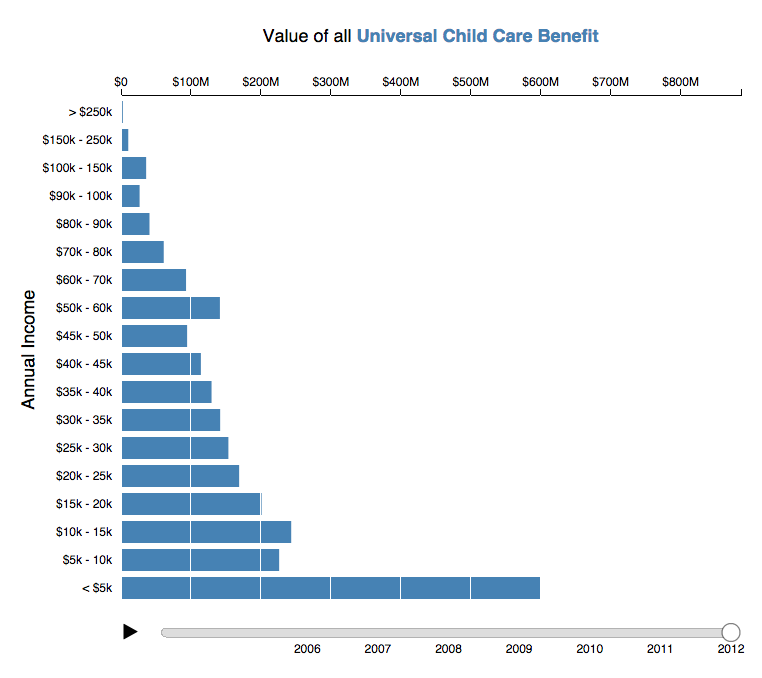 Value of all Universal Child Care Benefit
$0 $100M $200M $300M $400M $500M $600M $700M $800M
> $250k
$150k - 250k
$100k - 150k
$90k - 100k
$80k - 90k
$70k - 80k
$60k - 70k
$50k - 60k
$45k - 50k
$40k - 45k
$35k - 40k
$30k - 35k
$25k - 30k
$20k - 25k
$15k - 20k
$10k - 15k
$5k - 10k
< $5k
Annual Income
2006 2007 2008 2009 2010 2011 2012